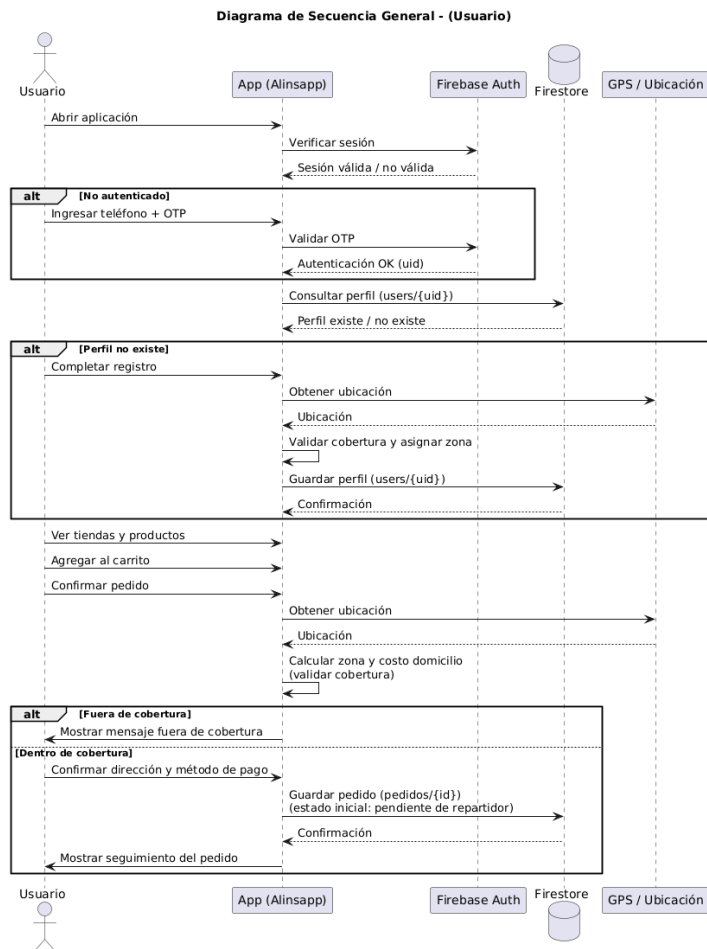 Diagrama de Secuencia General - (Usuario)
Usuario
App (Alinsapp)
Firebase Auth
Firestore
GPS / Ubicación
Abrir aplicación
Verificar sesión
Sesión válida / no válida
alt [No autenticado]
Ingresar teléfono + OTP
Validar OTP
Autenticación OK (uid)
Consultar perfil (users/{uid})
Perfil existe / no existe
alt [Perfil no existe]
Completar registro
Obtener ubicación
Ubicación
Validar cobertura y asignar zona
Guardar perfil (users/{uid})
Confirmación
Ver tiendas y productos
Agregar al carrito
Confirmar pedido
Obtener ubicación
Ubicación
Calcular zona y costo domicilio
(validar cobertura)
alt [Fuera de cobertura]
Mostrar mensaje fuera de cobertura
[Dentro de cobertura]
Confirmar dirección y método de pago
Guardar pedido (pedidos/{id})
(estado inicial: pendiente de repartidor)
Confirmación
Mostrar seguimiento del pedido
Usuario
App (Alinsapp)
Firebase Auth
Firestore
GPS / Ubicación